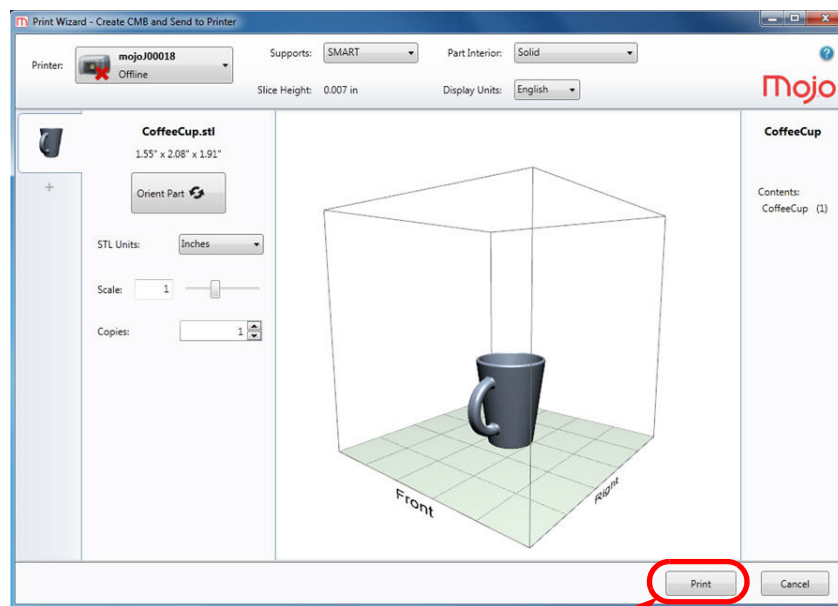 Print Wizard - Create CMB and Send to Printer
Printer:
mojoJ00018
Offline
Supports:
SMART
Part Interior:
Solid
Slice Height:
0.007 in
Display Units:
English
Mojo
CoffeeCup.stl
1.55" x 2.08" x 1.91"
Orient Part
STL Units:
Inches
Scale:
1
Copies:
1
+
Front
Right
CoffeeCup
Contents:
CoffeeCup (1)
Print
Cancel